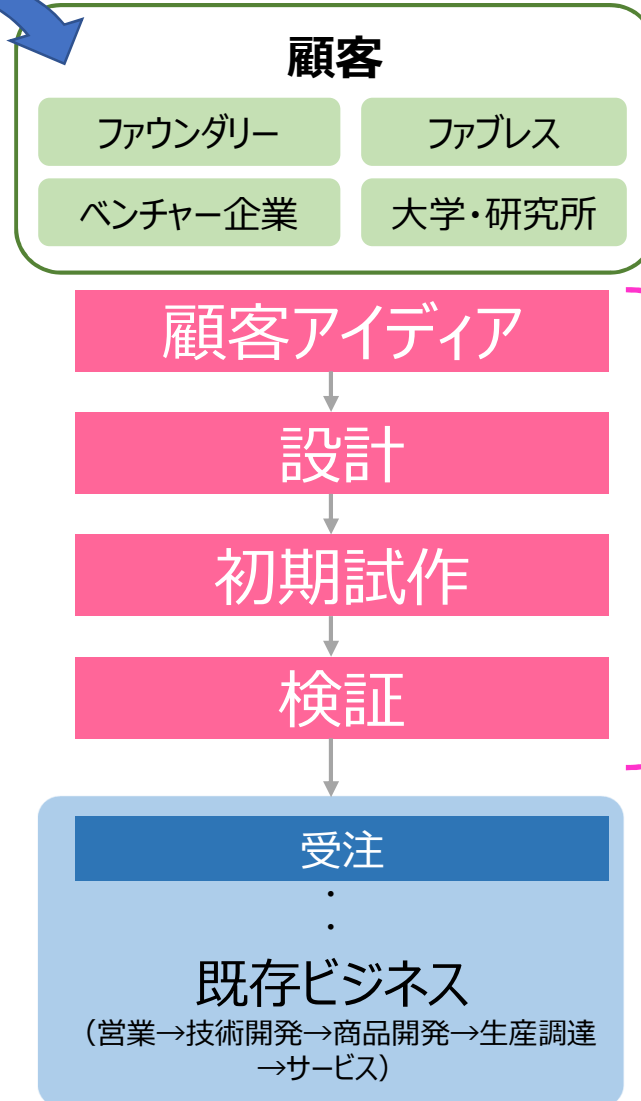 顧客
ファウンダリー
ファブレス
ベンチャー企業
大学・研究所
顧客アイディア
設計
初期試作
検証
受注
・
・
既存ビジネス
（営業→技術開発→商品開発→生産調達
→サービス）